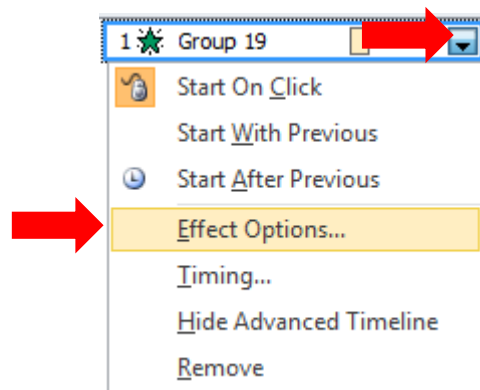 1 Group 19
Start On Click
Start With Previous
Start After Previous
Effect Options...
Timing...
Hide Advanced Timeline
Remove